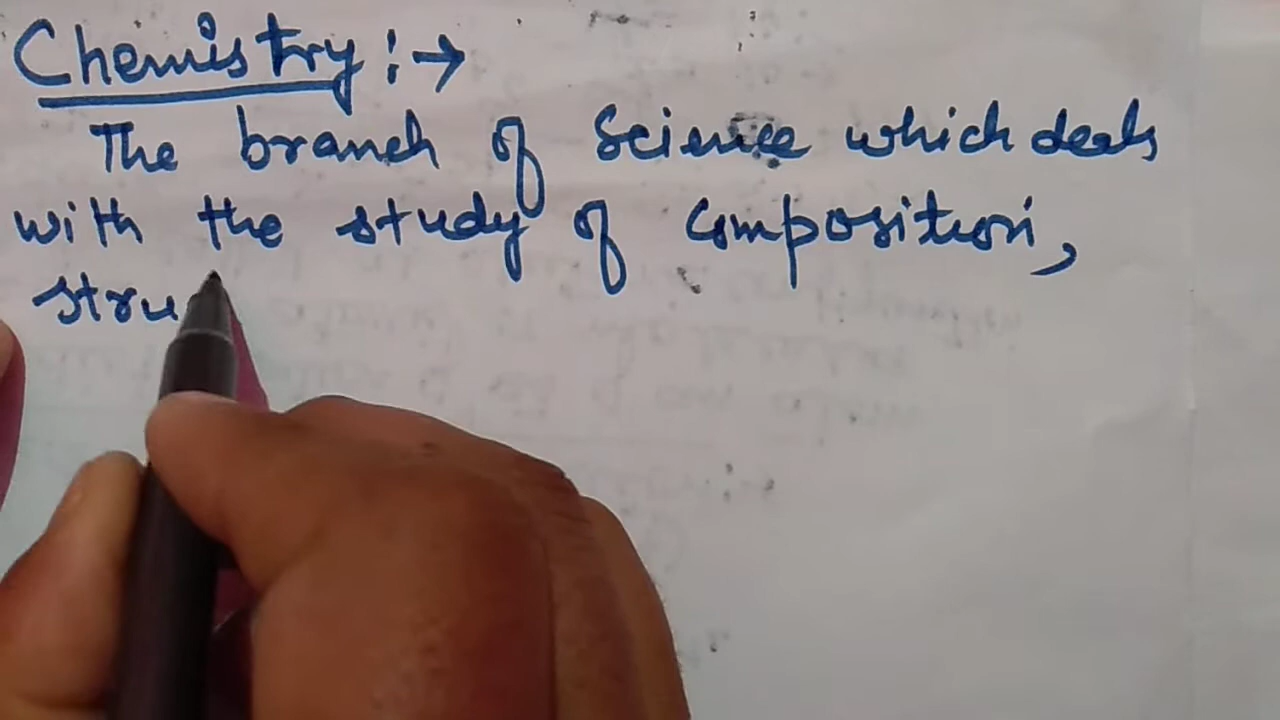 Chemistry :→
The branch of Science which deals
with the study of composition,
stru